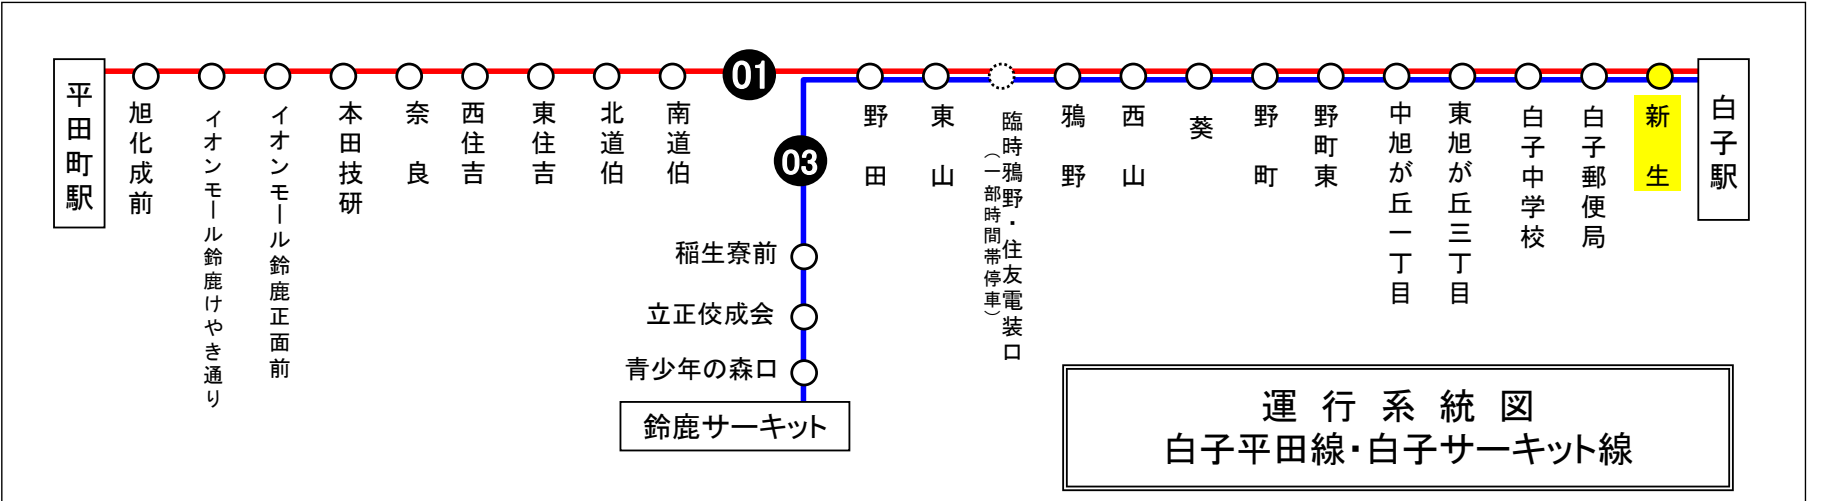 平田町駅
旭化成前
イオンモール鈴鹿けやき通り
イオンモール鈴鹿正面前
本田技研
奈良
西住吉
東住吉
北道伯
南道伯
01
03
野田
東山
臨時鴉野・住友電装口
（一部時間帯停車）
鴉野
西山
葵
野町
野町東
中旭が丘一丁目
東旭が丘三丁目
白子中学校
白子郵便局
新生
白子駅
稲生寮前
立正佼成会
青少年の森口
鈴鹿サーキット
運行系統図
白子平田線・白子サーキット線